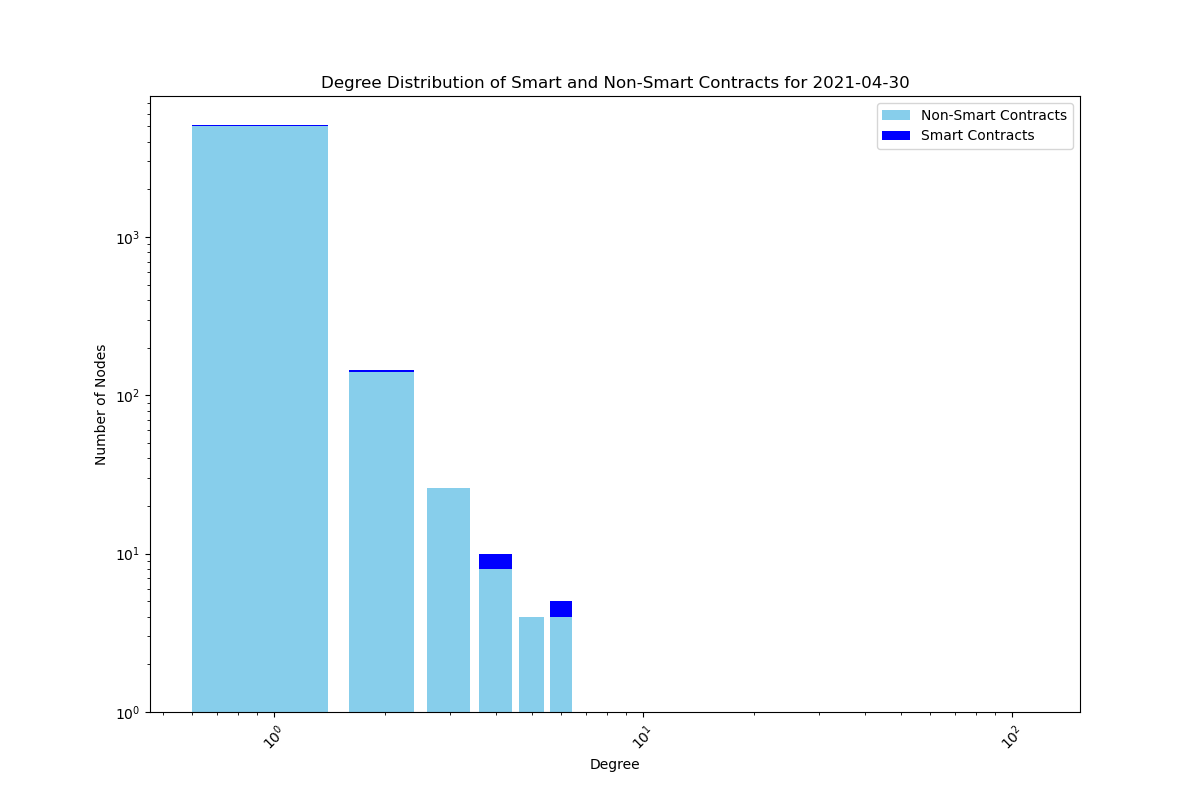 Degree Distribution of Smart and Non-Smart Contracts for 2021-04-30
Non-Smart Contracts
Smart Contracts
Number of Nodes
10³
10²
10¹
10⁰
10⁰
10¹
10²
Degree